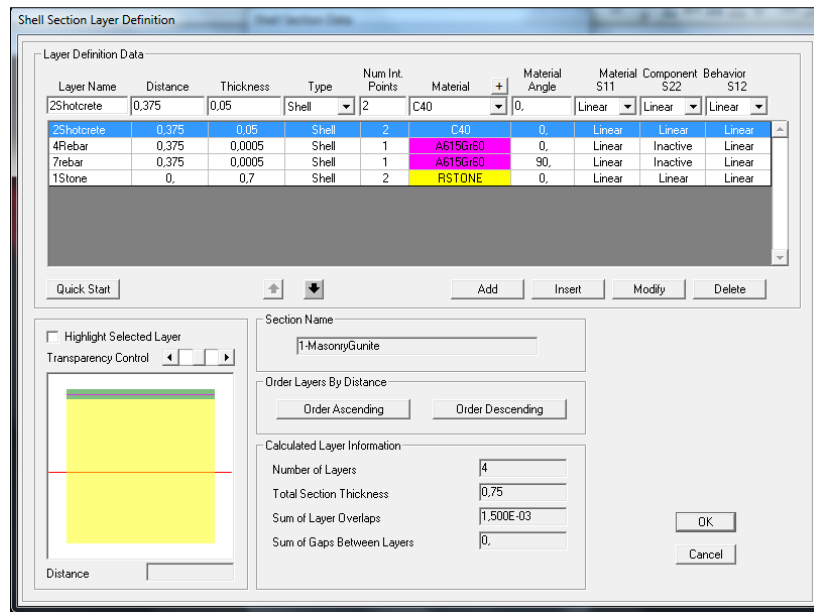 Shell Section Layer Definition
Layer Definition Data
Layer Name Distance Thickness Type Num Int. Points Material + Material Angle Material Component Behavior S11 S22 S12
2Shotcrete 0,375 0,05 Shell 2 C40 0, Linear Linear Linear
2Shotcrete 0,375 0,05 Shell 2 C40 0, Linear Linear Linear
4Rebar 0,375 0,0005 Shell 1 A615Gr60 0, Linear Inactive Linear
7rebar 0,375 0,0005 Shell 1 A615Gr60 90, Linear Inactive Linear
1Stone 0, 0,7 Shell 2 RSTONE 0, Linear Linear Linear
Quick Start Add Insert Modify Delete
Highlight Selected Layer
Transparency Control
Distance
Section Name
1-MasonryGunite
Order Layers By Distance
Order Ascending Order Descending
Calculated Layer Information
Number of Layers 4
Total Section Thickness 0,75
Sum of Layer Overlaps 1,500E-03
Sum of Gaps Between Layers 0,
OK
Cancel